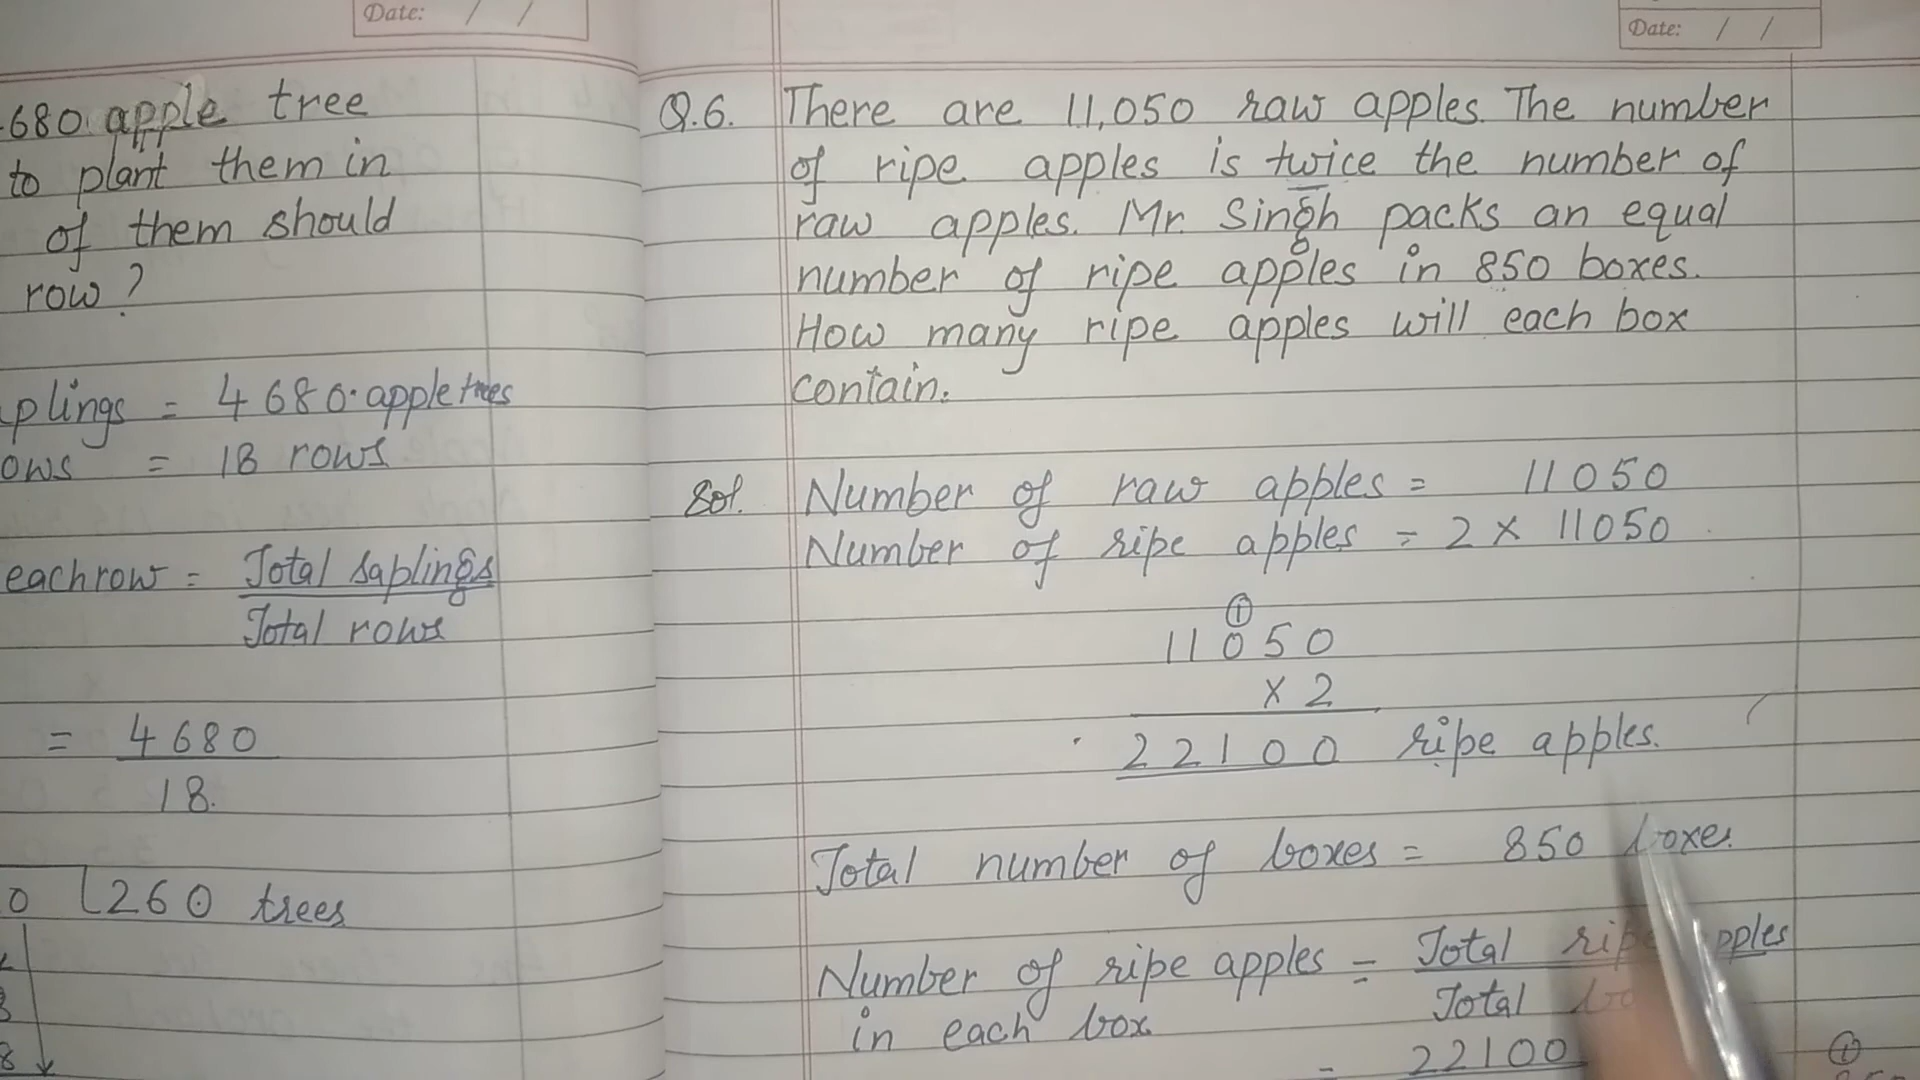 Date: / /
680 apple tree
to plant them in
of them should
row?
plings = 4680 apple trees
ows = 18 rows
each row = Total saplings
Total rows
= 4680
18.
0 260 trees
8
Date: / /
Q.6. There are 11,050 raw apples. The number
of ripe apples is twice the number of
raw apples. Mr. Singh packs an equal
number of ripe apples in 850 boxes.
How many ripe apples will each box
contain.
Sol. Number of raw apples = 11050
Number of ripe apples = 2 x 11050
1
11050
x 2
22100 ripe apples.
Total number of boxes = 850 boxes.
Number of ripe apples = Total ripe apples
in each box Total
= 22100
1